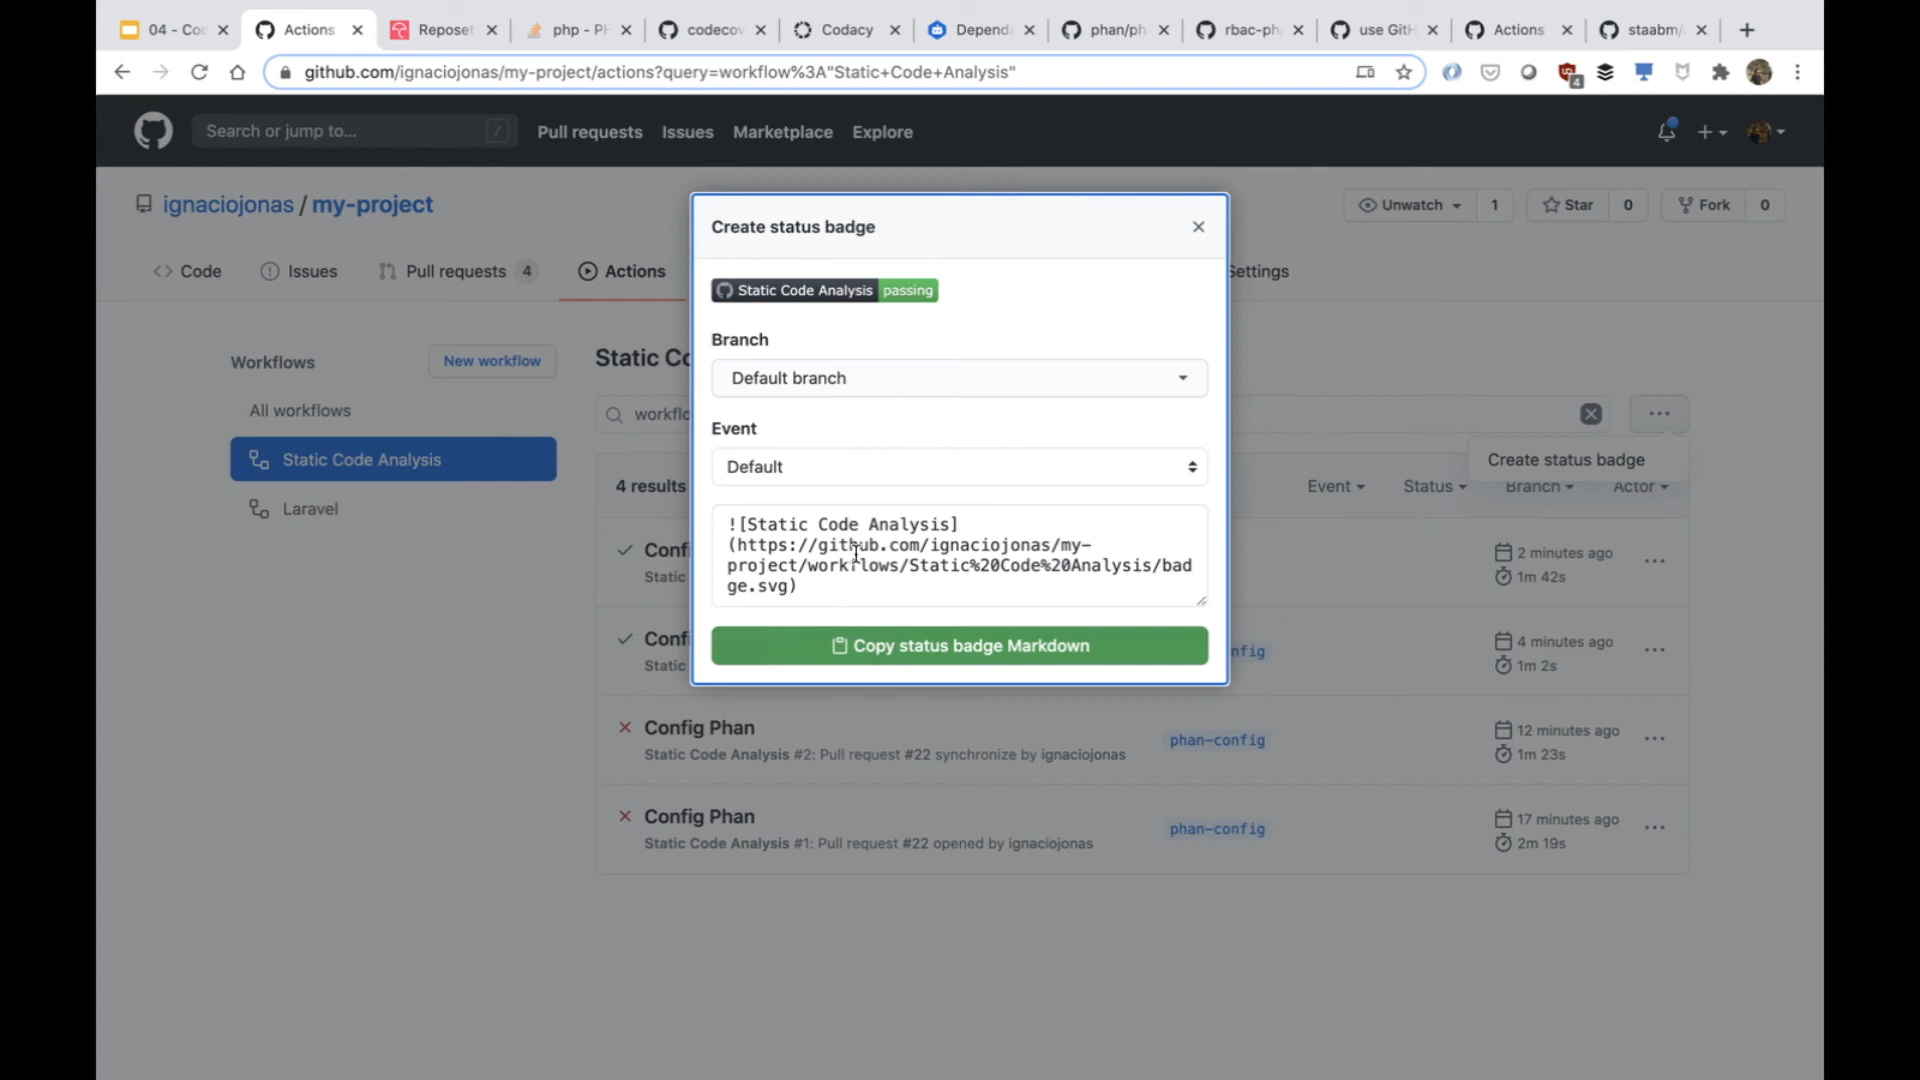 04 - Coc
Actions
Reposet
php - PH
codecov
Codacy
Depend
phan/ph
rbac-ph
use GitH
Actions
staabm/
github.com/ignaciojonas/my-project/actions?query=workflow%3A"Static+Code+Analysis"
4
Search or jump to...
/
Pull requests
Issues
Marketplace
Explore
ignaciojonas / my-project
Unwatch
1
Star
0
Fork
0
Code
Issues
Pull requests 4
Actions
Settings
Create status badge
Static Code Analysis passing
Branch
Default branch
Event
Default
![Static Code Analysis]
(https://github.com/ignaciojonas/my-
project/workflows/Static%20Code%20Analysis/bad
ge.svg)
Copy status badge Markdown
Workflows
New workflow
All workflows
Static Code Analysis
Laravel
Static Co
workflo
Create status badge
4 results
Event
Status
Branch
Actor
Confi
Static
2 minutes ago
1m 42s
Confi
Static
nfig
4 minutes ago
1m 2s
Config Phan
Static Code Analysis #2: Pull request #22 synchronize by ignaciojonas
phan-config
12 minutes ago
1m 23s
Config Phan
Static Code Analysis #1: Pull request #22 opened by ignaciojonas
phan-config
17 minutes ago
2m 19s